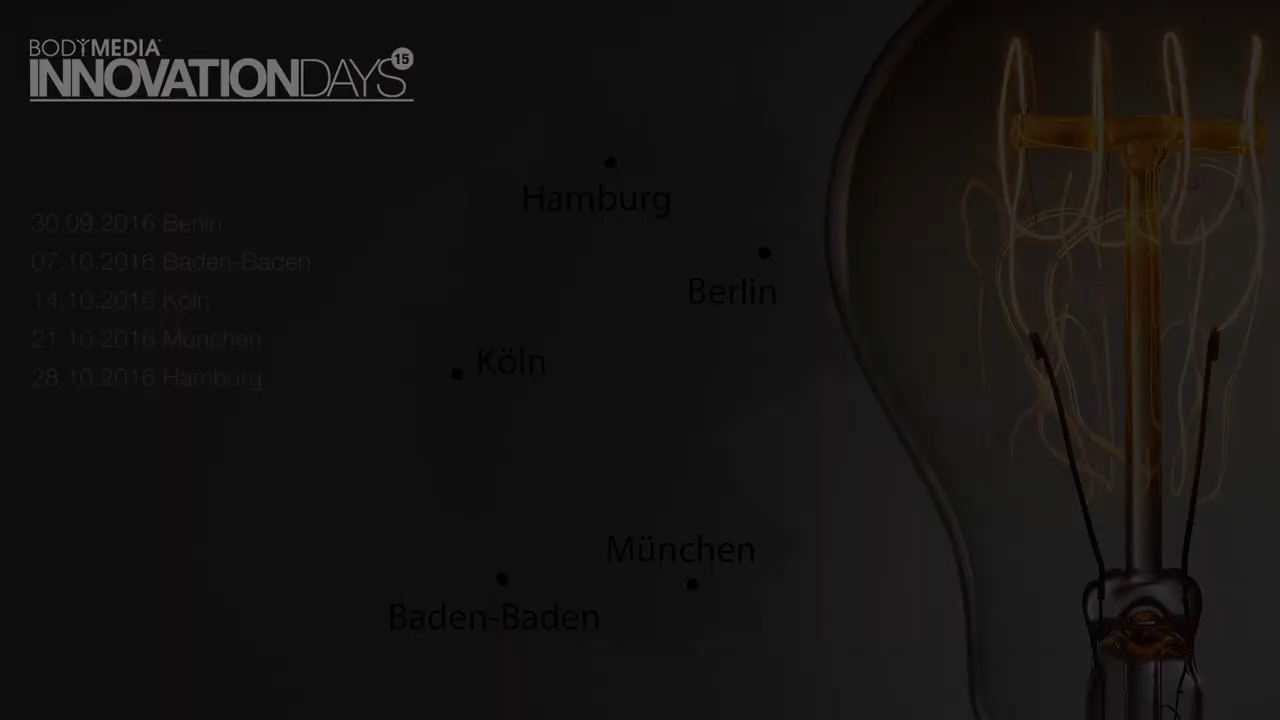 BODYMEDIA
INNOVATIONDAYS 15
30.09.2016 Berlin
07.10.2016 Baden-Baden
14.10.2016 Köln
21.10.2016 München
28.10.2016 Hamburg
Hamburg
Berlin
Köln
München
Baden-Baden